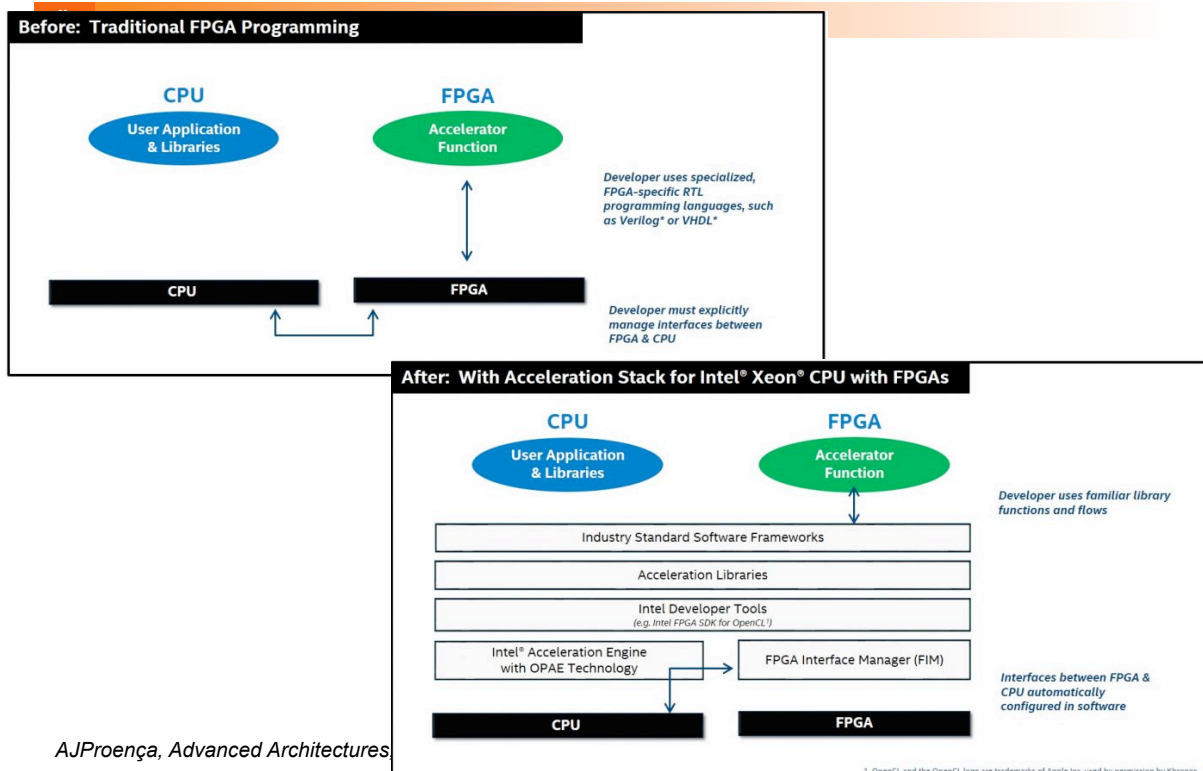 Before: Traditional FPGA Programming
CPU
FPGA
User Application
& Libraries
Accelerator
Function
Developer uses specialized,
FPGA-specific RTL
programming languages, such
as Verilog* or VHDL*
CPU
FPGA
Developer must explicitly
manage interfaces between
FPGA & CPU
After: With Acceleration Stack for Intel® Xeon® CPU with FPGAs
CPU
FPGA
User Application
& Libraries
Accelerator
Function
Developer uses familiar library
functions and flows
Industry Standard Software Frameworks
Acceleration Libraries
Intel Developer Tools
(e.g. Intel FPGA SDK for OpenCL¹)
Intel® Acceleration Engine
with OPAE Technology
FPGA Interface Manager (FIM)
Interfaces between FPGA &
CPU automatically
configured in software
CPU
FPGA
AJProença, Advanced Architectures,